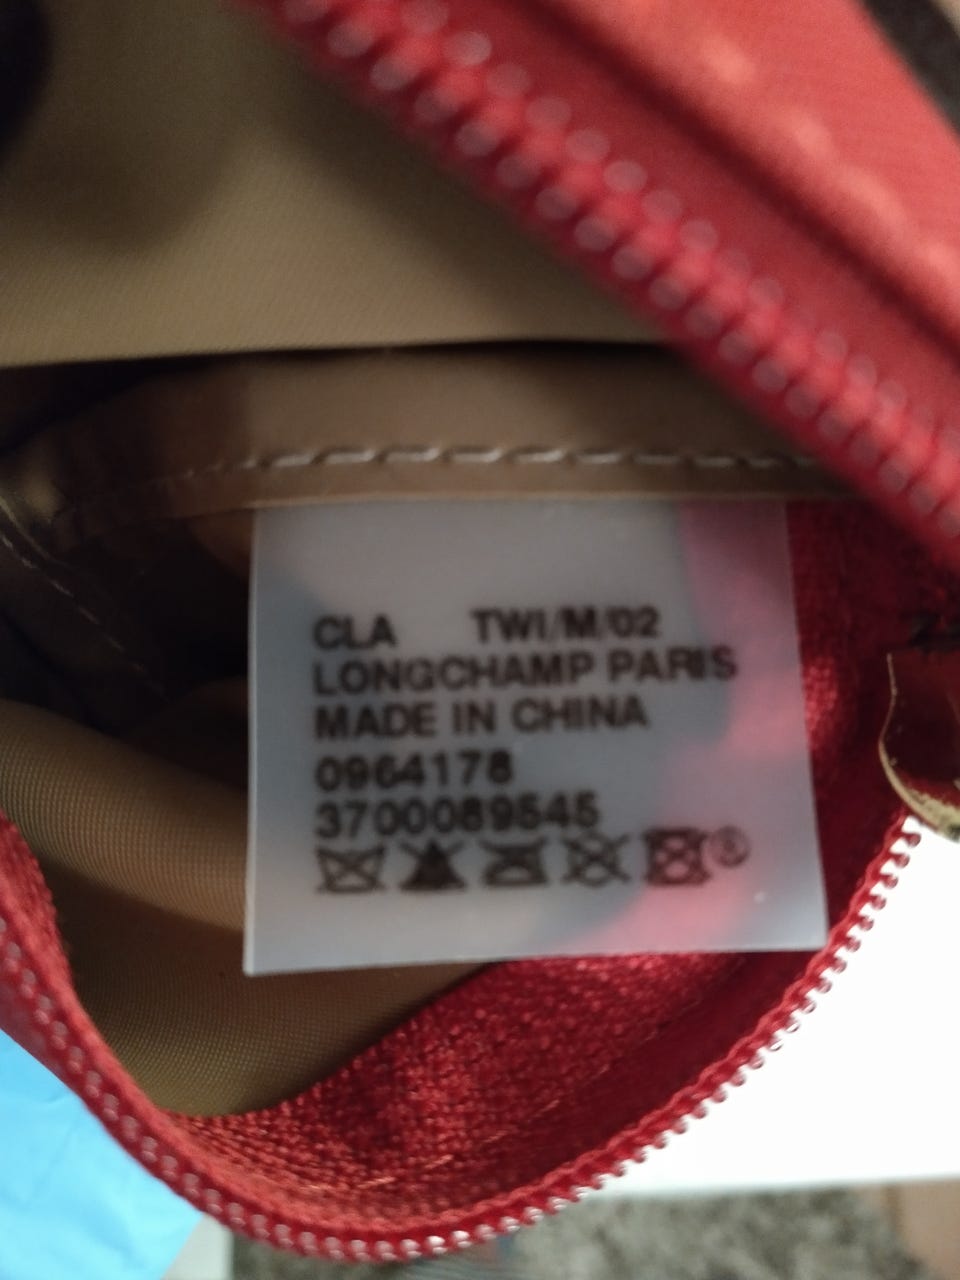 CLA TWI/M/02
LONGCHAMP PARIS
MADE IN CHINA
0964178
3700089545